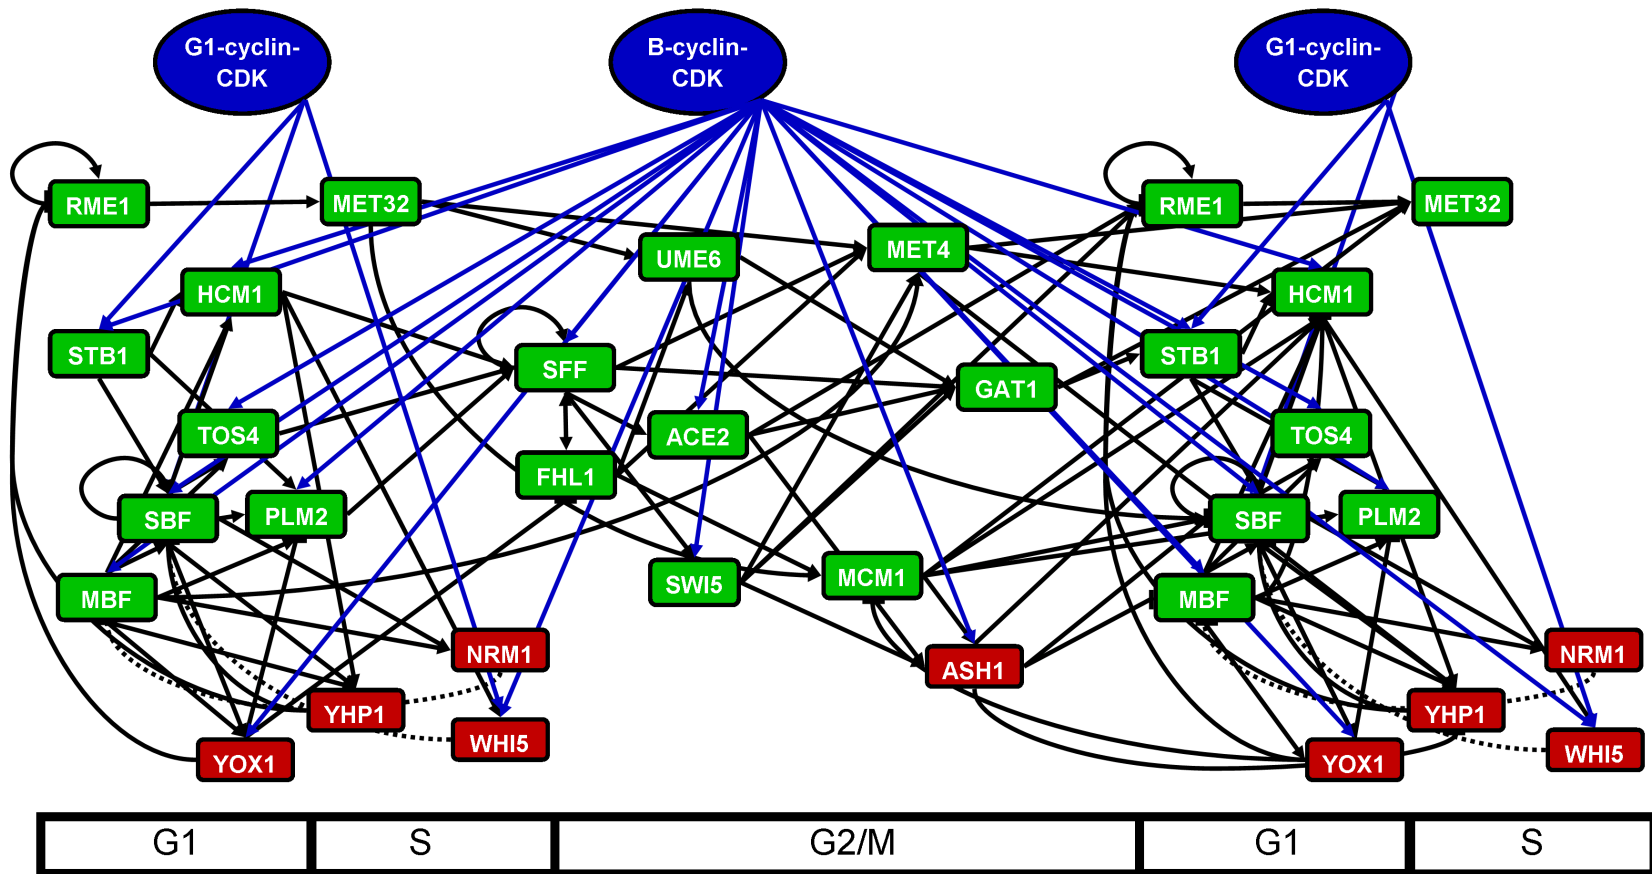 G1-cyclin-
CDK
B-cyclin-
CDK
G1-cyclin-
CDK
RME1
MET32
UME6
MET4
RME1
MET32
HCM1
HCM1
STB1
SFF
STB1
GAT1
TOS4
ACE2
TOS4
FHL1
SBF
PLM2
SBF
PLM2
MBF
SWI5
MCM1
MBF
NRM1
ASH1
NRM1
YHP1
YHP1
WHI5
WHI5
YOX1
YOX1
G1
S
G2/M
G1
S